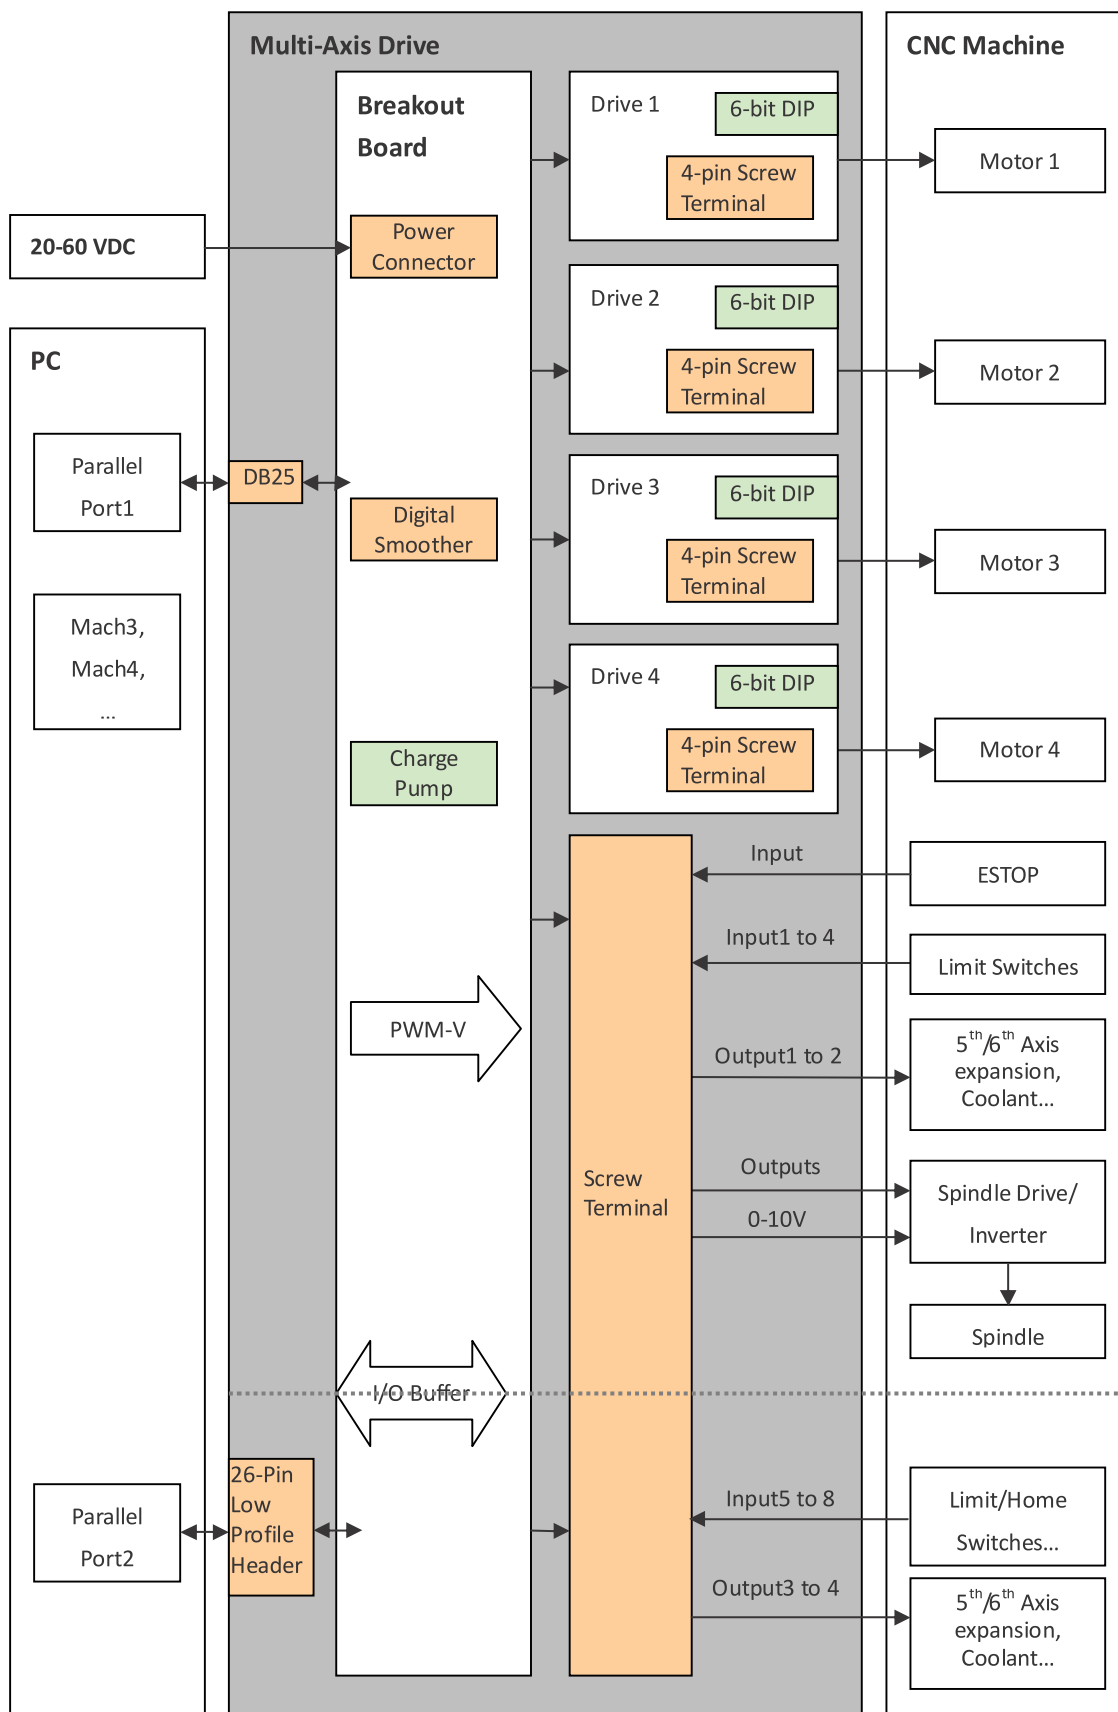 Multi-Axis Drive
CNC Machine
Breakout
Board
Drive 1
6-bit DIP
4-pin Screw
Terminal
Motor 1
20-60 VDC
Power
Connector
Drive 2
6-bit DIP
4-pin Screw
Terminal
Motor 2
PC
Parallel
Port1
DB25
Digital
Smoother
Drive 3
6-bit DIP
4-pin Screw
Terminal
Motor 3
Mach3,
Mach4,
...
Drive 4
6-bit DIP
4-pin Screw
Terminal
Motor 4
Charge
Pump
Input
ESTOP
Input1 to 4
Limit Switches
PWM-V
Output1 to 2
5th/6th Axis
expansion,
Coolant...
Screw
Terminal
Outputs
0-10V
Spindle Drive/
Inverter
Spindle
I/O Buffer
Parallel
Port2
26-Pin
Low
Profile
Header
Input5 to 8
Limit/Home
Switches...
Output3 to 4
5th/6th Axis
expansion,
Coolant...